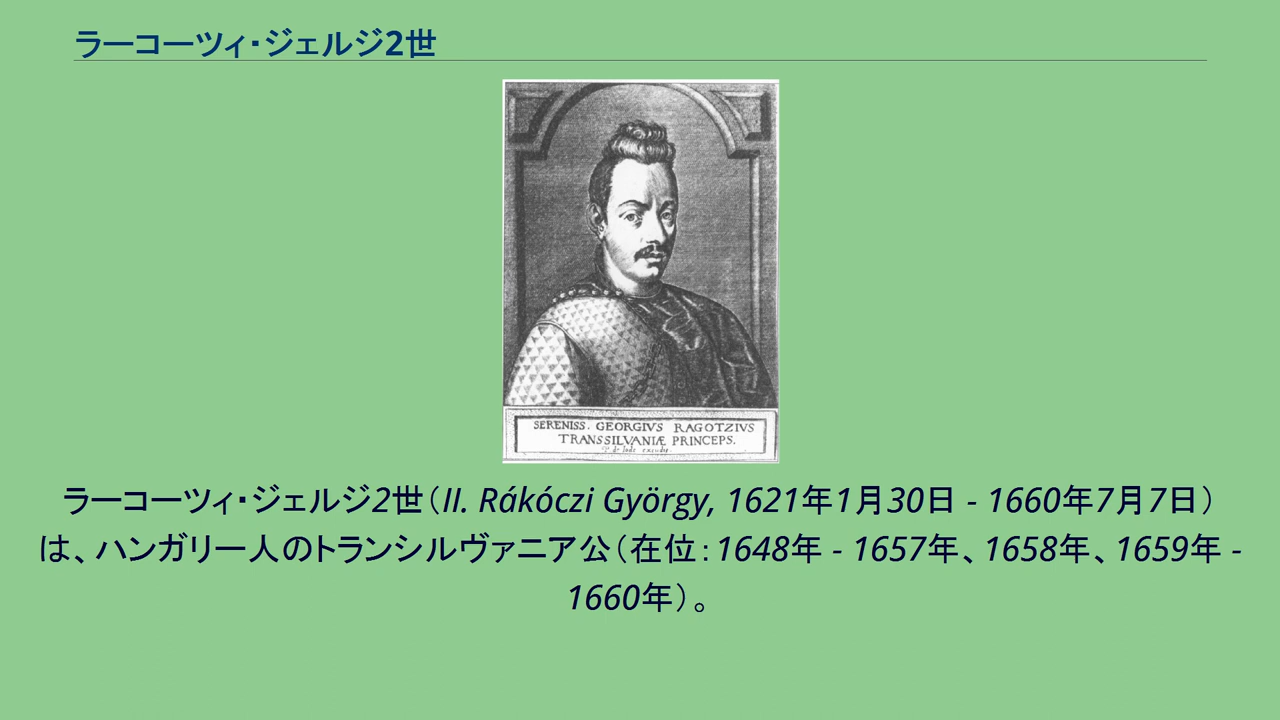 ラーコーツィ・ジェルジ2世
SERENISS. GEORGIVS RAGOTZIVS
TRANSSILVANIÆ PRINCEPS.
ラーコーツィ・ジェルジ2世（II. Rákóczi György, 1621年1月30日 - 1660年7月7日）
は、ハンガリー人のトランシルヴァニア公（在位：1648年 - 1657年、1658年、1659年 -
1660年）。